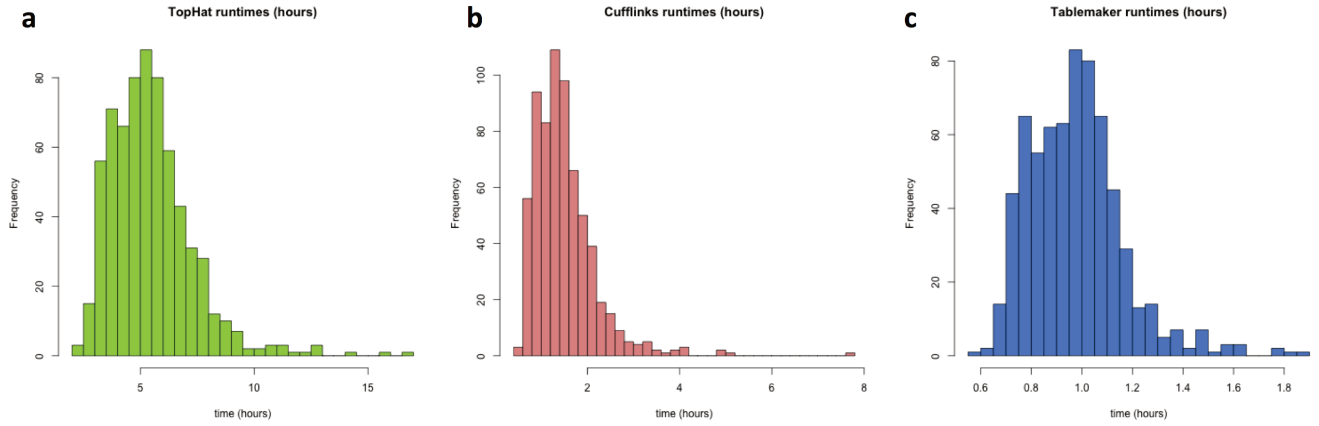 a
TopHat runtimes (hours)
Frequency
0
20
40
60
80
5
10
15
time (hours)
b
Cufflinks runtimes (hours)
Frequency
0
20
40
60
80
100
2
4
6
8
time (hours)
c
Tablemaker runtimes (hours)
Frequency
0
20
40
60
80
0.6
0.8
1.0
1.2
1.4
1.6
1.8
time (hours)